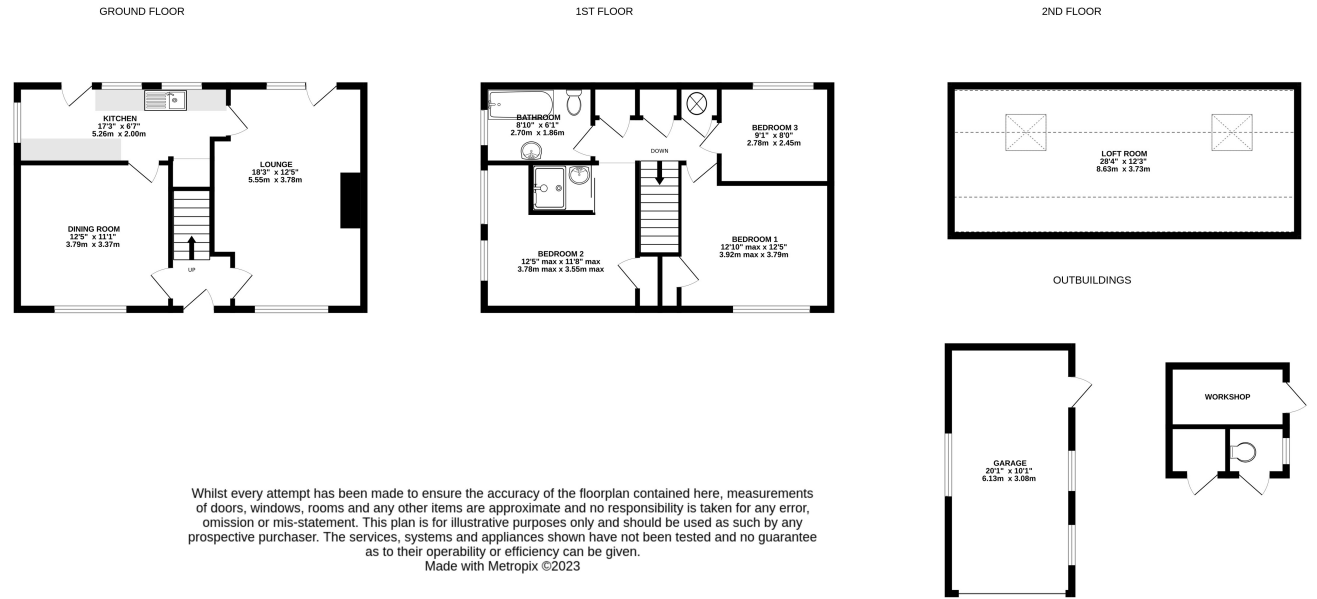 GROUND FLOOR
1ST FLOOR
2ND FLOOR
KITCHEN
17'3" x 6'7"
5.26m x 2.00m
LOUNGE
18'3" x 12'5"
5.55m x 3.78m
DINING ROOM
12'5" x 11'1"
3.79m x 3.37m
UP
BATHROOM
8'10" x 6'1"
2.70m x 1.86m
DOWN
BEDROOM 3
9'1" x 8'0"
2.78m x 2.45m
BEDROOM 2
12'5" max x 11'8" max
3.78m max x 3.55m max
BEDROOM 1
12'10" max x 12'5"
3.92m max x 3.79m
LOFT ROOM
28'4" x 12'3"
8.63m x 3.73m
OUTBUILDINGS
GARAGE
20'1" x 10'1"
6.13m x 3.08m
WORKSHOP
Whilst every attempt has been made to ensure the accuracy of the floorplan contained here, measurements
of doors, windows, rooms and any other items are approximate and no responsibility is taken for any error,
omission or mis-statement. This plan is for illustrative purposes only and should be used as such by any
prospective purchaser. The services, systems and appliances shown have not been tested and no guarantee
as to their operability or efficiency can be given.
Made with Metropix ©2023